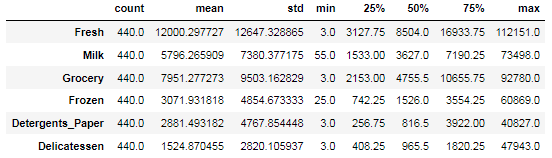 count mean std min 25% 50% 75% max
Fresh 440.0 12000.297727 12647.328865 3.0 3127.75 8504.0 16933.75 112151.0
Milk 440.0 5796.265909 7380.377175 55.0 1533.00 3627.0 7190.25 73498.0
Grocery 440.0 7951.277273 9503.162829 3.0 2153.00 4755.5 10655.75 92780.0
Frozen 440.0 3071.931818 4854.673333 25.0 742.25 1526.0 3554.25 60869.0
Detergents_Paper 440.0 2881.493182 4767.854448 3.0 256.75 816.5 3922.00 40827.0
Delicatessen 440.0 1524.870455 2820.105937 3.0 408.25 965.5 1820.25 47943.0